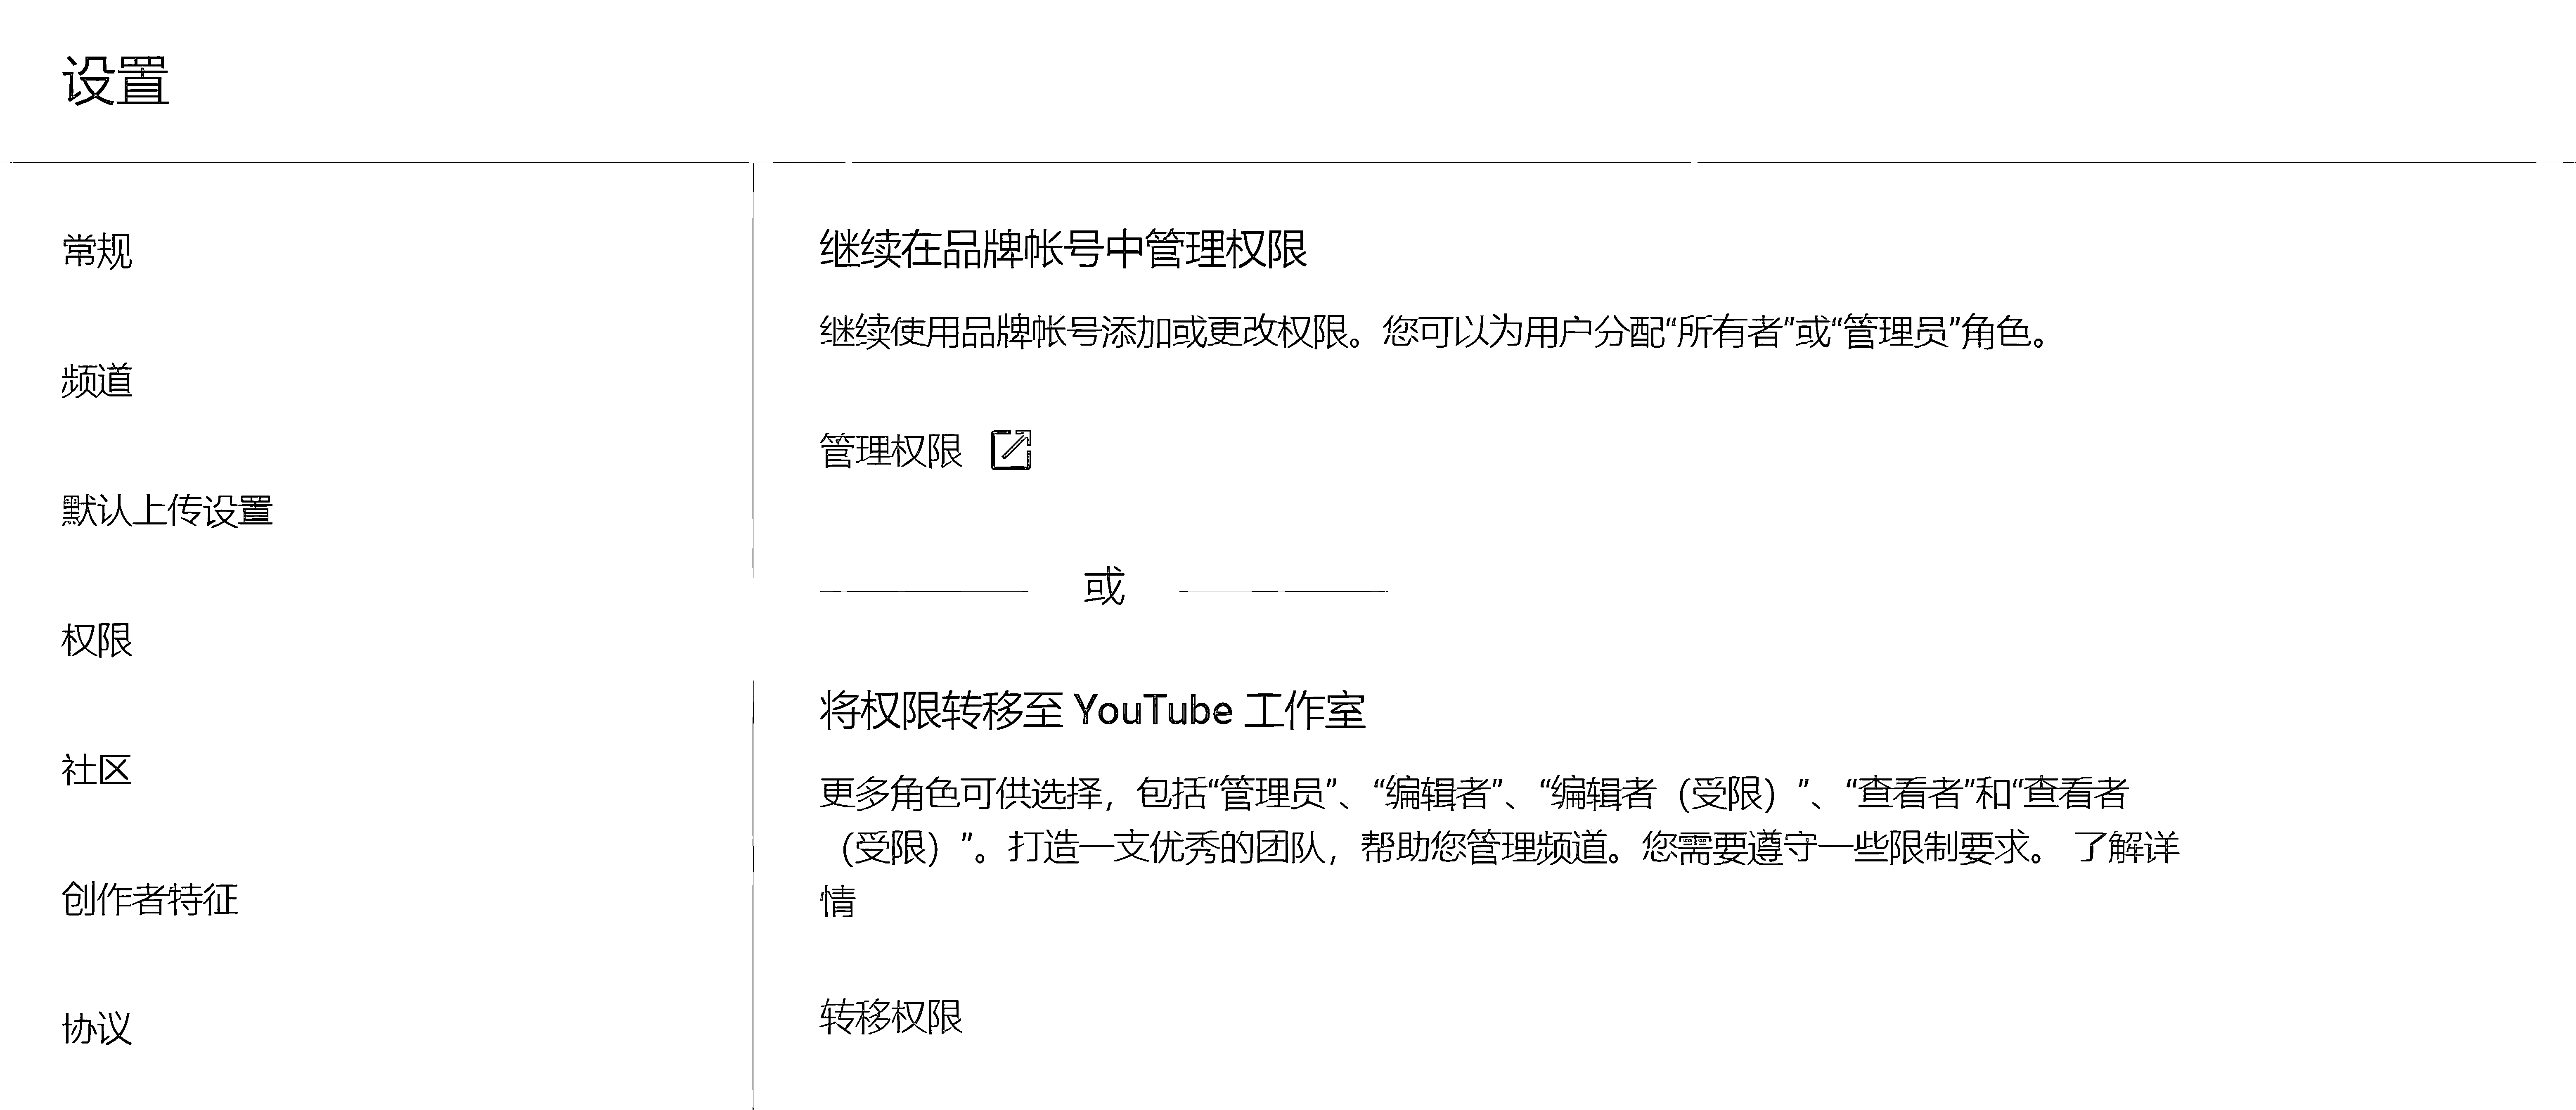 设置
常规
频道
默认上传设置
权限
社区
创作者特征
协议
继续在品牌帐号中管理权限
继续使用品牌帐号添加或更改权限。您可以为用户分配“所有者”或“管理员”角色。
管理权限
或
将权限转移至 YouTube 工作室
更多角色可供选择，包括“管理员”、“编辑者”、“编辑者（受限）”、“查看者”和“查看者
（受限）”。打造一支优秀的团队，帮助您管理频道。您需要遵守一些限制要求。 了解详
情
转移权限